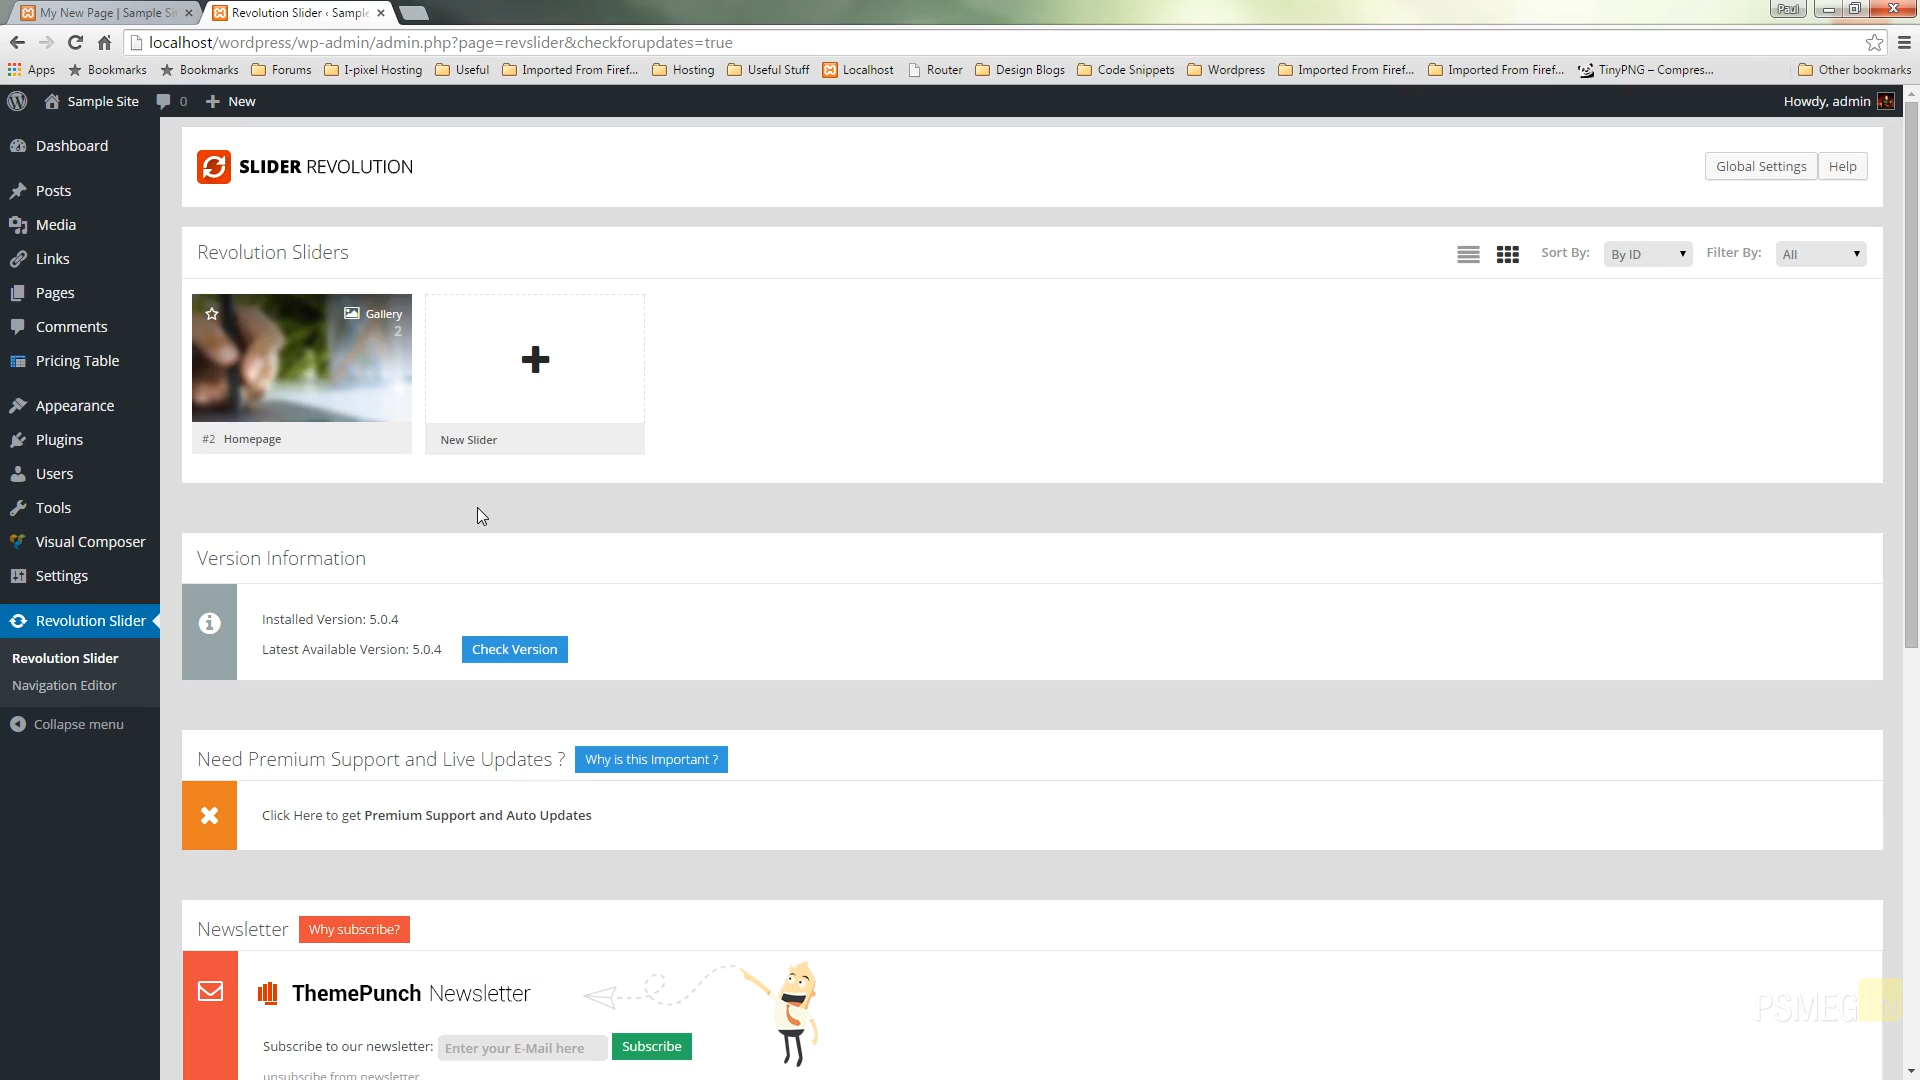 My New Page | Sample Si
Revolution Slider ‹ Sample
Paul
localhost/wordpress/wp-admin/admin.php?page=revslider&checkforupdates=true
Apps
Bookmarks
Bookmarks
Forums
I-pixel Hosting
Useful
Imported From Firef...
Hosting
Useful Stuff
Localhost
Router
Design Blogs
Code Snippets
Wordpress
Imported From Firef...
Imported From Firef...
TinyPNG – Compres...
Other bookmarks
Sample Site
0
New
Howdy, admin
Dashboard
Posts
Media
Links
Pages
Comments
Pricing Table
Appearance
Plugins
Users
Tools
Visual Composer
Settings
Revolution Slider
Revolution Slider
Navigation Editor
Collapse menu
SLIDER REVOLUTION
Global Settings
Help
Revolution Sliders
Sort By:
By ID
Filter By:
All
Gallery
2
#2 Homepage
New Slider
Version Information
Installed Version: 5.0.4
Latest Available Version: 5.0.4
Check Version
Need Premium Support and Live Updates ?
Why is this Important ?
Click Here to get Premium Support and Auto Updates
Newsletter
Why subscribe?
ThemePunch Newsletter
Subscribe to our newsletter:
Enter your E-Mail here
Subscribe
unsubscribe from newsletter
PSMEG